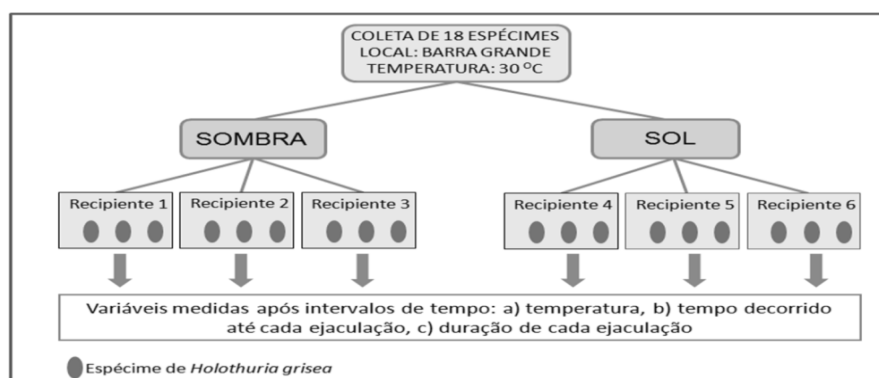 COLETA DE 18 ESPÉCIMES
LOCAL: BARRA GRANDE
TEMPERATURA: 30 °C
SOMBRA
SOL
Recipiente 1
Recipiente 2
Recipiente 3
Recipiente 4
Recipiente 5
Recipiente 6
Variáveis medidas após intervalos de tempo: a) temperatura, b) tempo decorrido
até cada ejaculação, c) duração de cada ejaculação
Espécime de Holothuria grisea